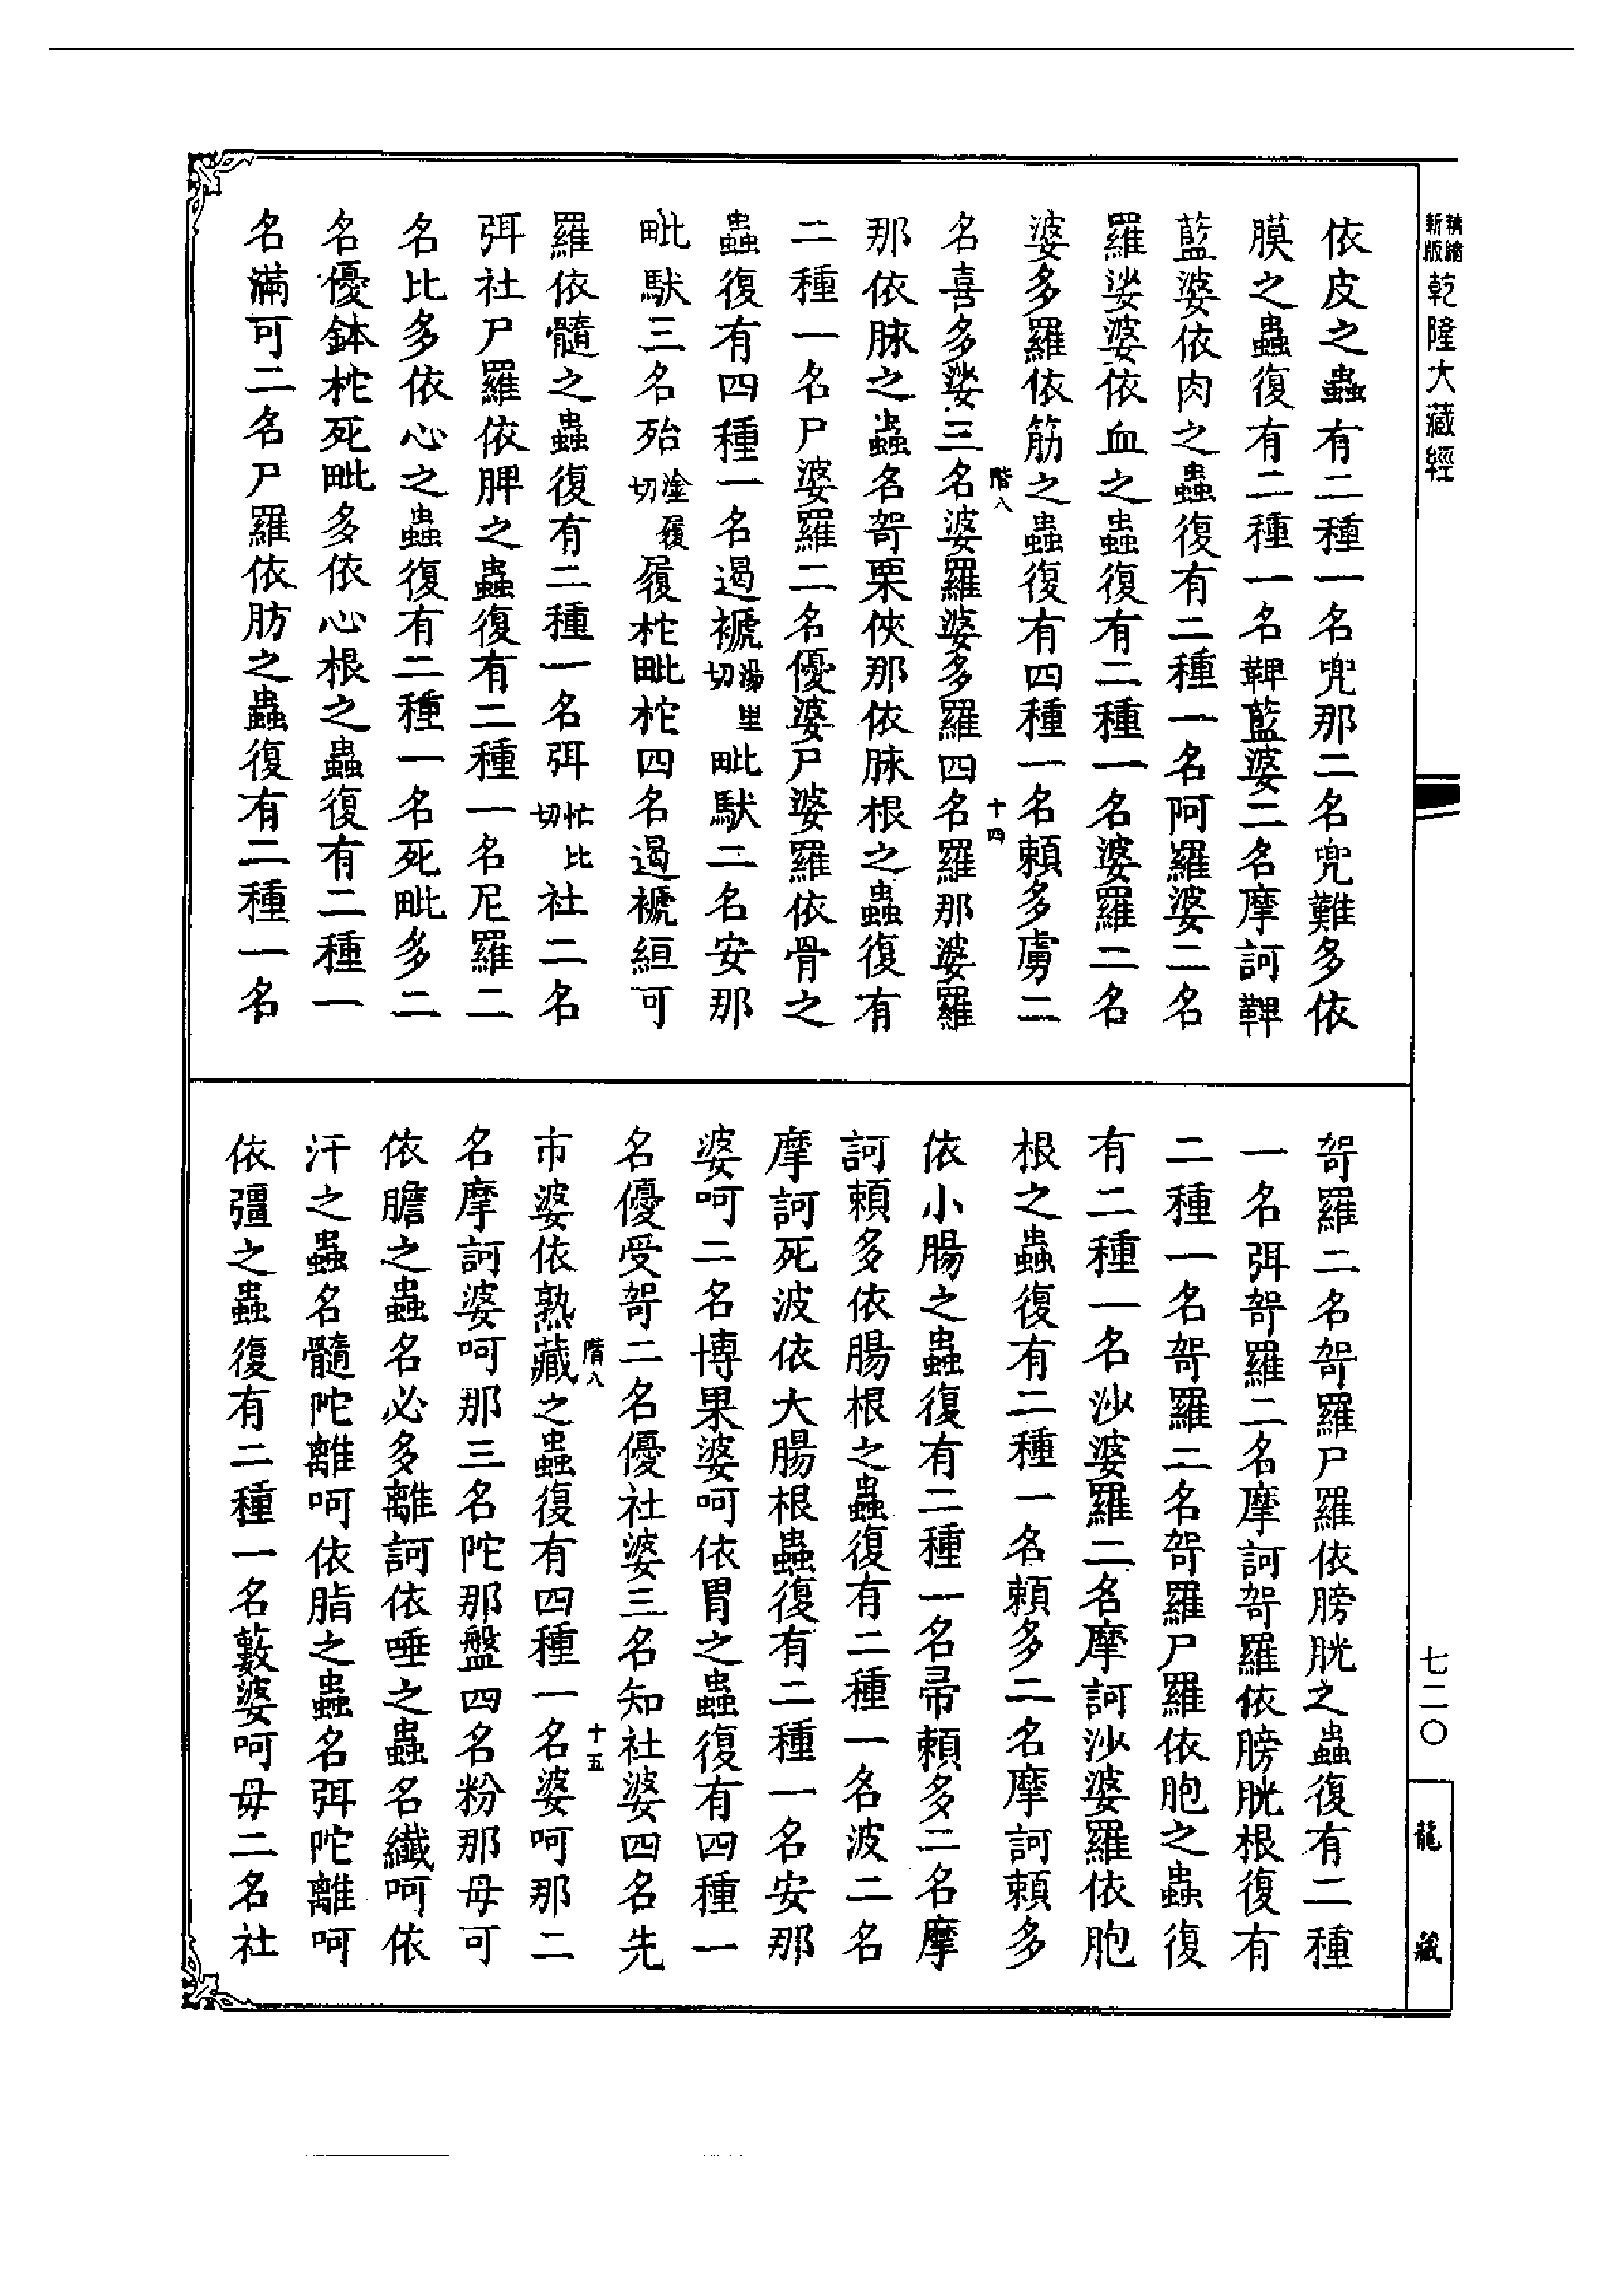 精縮
新版
乾隆大藏經
依皮之蟲有二種一名兜那二名兜難多依
膜之蟲復有二種一名鞞藍婆二名摩訶鞞
藍婆依肉之蟲復有二種一名阿羅婆二名
羅娑婆依血之蟲復有二種一名婆羅二名
婆多羅依筋之蟲復有四種一名賴多虜二
階八
十四
名喜多娑三名婆羅婆多羅四名羅那婆羅
那依脉之蟲名哿栗俠那依脉根之蟲復有
二種一名尸婆羅二名優婆尸婆羅依骨之
蟲復有四種一名遏褫湯里切毗馱二名安那
毗馱三名殆塗履切履柁毗柁四名遏褫絙可
羅依髓之蟲復有二種一名弭忙比切社二名
弭社尸羅依脾之蟲復有二種一名尼羅二
名比多依心之蟲復有二種一名死毗多二
名優鉢柁死毗多依心根之蟲復有二種一
名滿可二名尸羅依肪之蟲復有二種一名
哿羅二名哿羅尸羅依膀胱之蟲復有二種
一名弭哿羅二名摩訶哿羅依膀胱根復有
二種一名哿羅二名哿羅尸羅依胞之蟲復
有二種一名沙婆羅二名摩訶沙婆羅依胞
根之蟲復有二種一名賴多二名摩訶賴多
依小腸之蟲復有二種一名帚賴多二名摩
訶賴多依腸根之蟲復有二種一名波二名
摩訶死波依大腸根蟲復有二種一名安那
婆呵二名博果婆呵依胃之蟲復有四種一
名優受哿二名優社婆三名知社婆四名先
階八
十五
市婆依熟藏之蟲復有四種一名婆呵那二
名摩訶婆呵那三名陀那盤四名粉那毋可
依膽之蟲名必多離訶依唾之蟲名纖呵依
汗之蟲名髓陀離呵依脂之蟲名弭陀離呵
依彊之蟲復有二種一名藪婆呵毋二名社
七二〇
龍藏